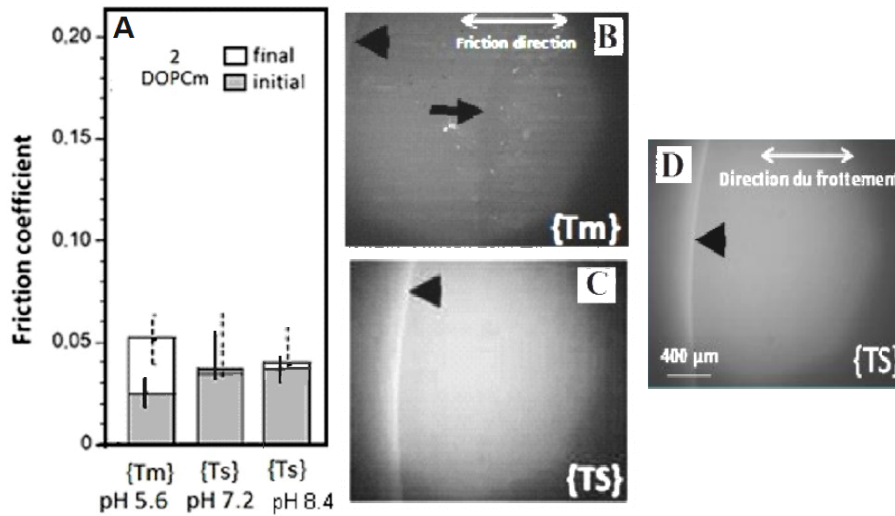 A
0,20
0.15
0.10
0.05
0
Friction coefficient
2
DOPCm
final
initial
{Tm}
{Ts}
{Ts}
pH 5.6
pH 7.2
pH 8.4
Friction direction
B
{Tm}
C
{TS}
D
Direction du frottement
400 µm
{TS}